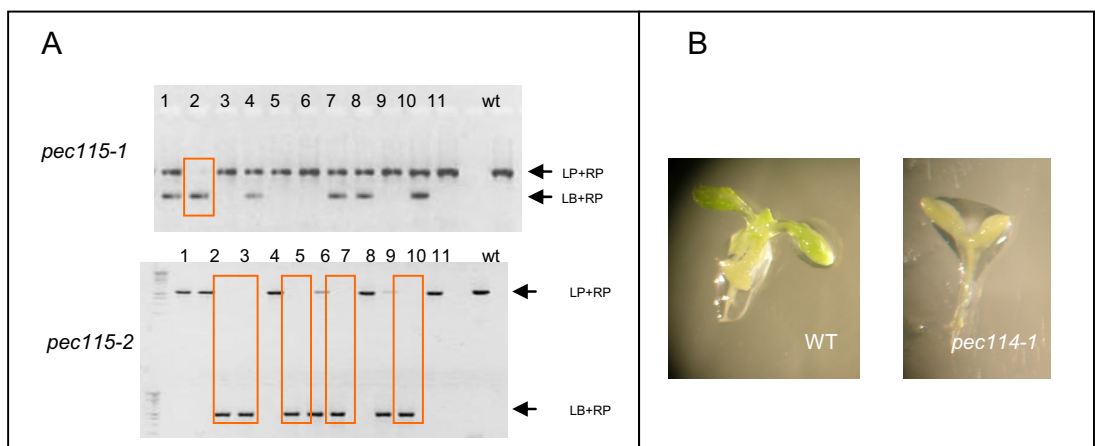 A
1 2 3 4 5 6 7 8 9 10 11 wt
pec115-1
LP+RP
LB+RP
1 2 3 4 5 6 7 8 9 10 11 wt
LP+RP
pec115-2
LB+RP
B
WT
pec114-1